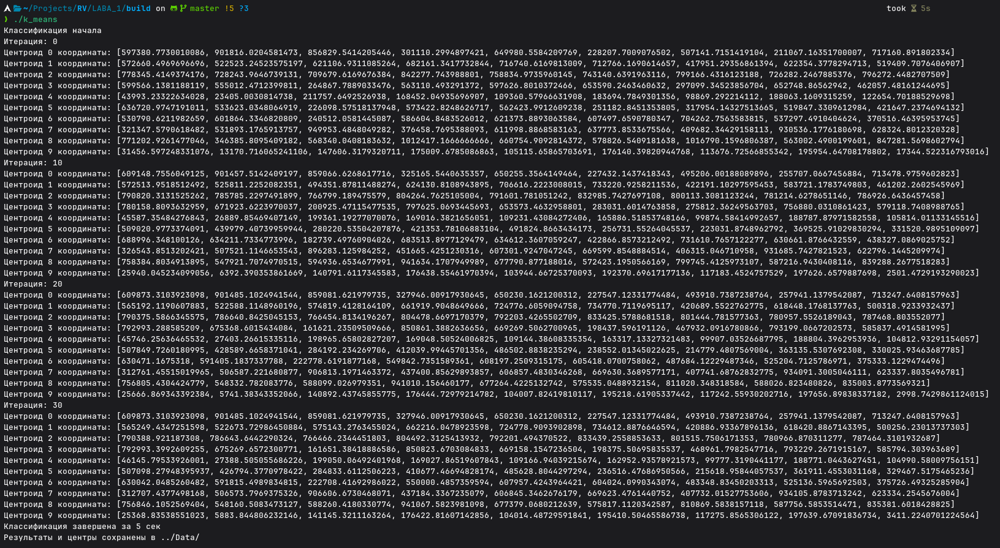 ~/Projects/RV/LABA_1/build on master !5 ?3 took 5s
❯ ./k_means
Классификация начала
Итерация: 0
Центроид 0 координаты: [597380.7730010086, 901816.0204581473, 856829.5414205446, 301110.2994897421, 649980.5584209769, 228207.7009076502, 507141.7151419104, 211067.16351700007, 717160.891802334]
Центроид 1 координаты: [572660.4969696696, 522523.24523575197, 621106.9311085264, 682161.3417732844, 716740.6169813009, 712766.1690614657, 417951.29356861394, 622354.3778294713, 519409.7076406907]
Центроид 2 координаты: [778345.4149374176, 728243.9646739131, 709679.6169676384, 842277.743988801, 758834.9735960145, 743140.6391963116, 799166.4316123188, 726282.2467885376, 796272.4482707509]
Центроид 3 координаты: [599566.1381188119, 555012.4712399811, 264867.7889033476, 563110.493291372, 597626.8010372466, 653590.2463460632, 297099.34523856704, 652748.86562942, 462057.48161244695]
Центроид 4 координаты: [43993.23322634028, 23405.0030814738, 211757.6492526938, 168452.04935696907, 109360.57966631908, 183694.7849301356, 98869.292214112, 188063.1609315259, 122654.70188529698]
Центроид 5 координаты: [636720.9747191011, 533623.0348064919, 226098.57518137948, 573422.8248626717, 562423.9912609238, 251182.8451353805, 317954.14327513665, 519847.3309612984, 421647.2374694132]
Центроид 6 координаты: [530790.6211982659, 601864.3346820809, 240512.0581445087, 586604.8483526012, 621373.8893063584, 607497.6590780347, 704262.7563583815, 537297.4910404624, 370516.46395953745]
Центроид 7 координаты: [321347.5790618482, 531893.1765913757, 949953.4848049282, 376458.7695388093, 611998.8868583163, 637773.8533675566, 409682.34429158113, 930536.1776180698, 628324.8012320328]
Центроид 8 координаты: [771202.9261477046, 346385.8095409182, 568340.0408183632, 1012417.1666666666, 660754.0912814372, 578826.5409181638, 1016790.1596806387, 563002.4900199601, 847281.5698602794]
Центроид 9 координаты: [31456.597248331076, 13170.716065241106, 147606.3179320711, 175009.6785086863, 105115.65865703691, 176140.39820944768, 113676.72566855342, 195954.64708178802, 17344.522316793016]
Итерация: 10
Центроид 0 координаты: [609148.7556049125, 901457.5142409197, 859066.6268617716, 325165.5440635357, 650255.3564149464, 227432.1437418343, 495206.00188089896, 255707.0667456884, 713478.9759602823]
Центроид 1 координаты: [572513.9518512492, 525811.2252082351, 494351.87811488274, 624130.8108943895, 706616.2223008015, 733220.9258211536, 422191.10297595453, 583721.1783749803, 461202.2602545969]
Центроид 2 координаты: [790820.3131525262, 785785.2297491899, 766799.189475579, 804264.7625105004, 791601.781051242, 832985.7427697108, 800113.3081123244, 781214.6278651146, 786926.6436457458]
Центроид 3 координаты: [780158.8093632959, 671923.6223970037, 200925.47115477535, 797625.0693445693, 653573.4632958801, 283031.6014763858, 275812.36249563703, 756880.0310861423, 579118.7408988765]
Центроид 4 координаты: [45587.35484276843, 26889.85469407149, 199361.19277070076, 169016.3821656051, 109231.43084272406, 165886.51853748166, 99874.58414992657, 188787.87971582558, 105814.01133145516]
Центроид 5 координаты: [509020.9773374091, 439979.40739959944, 280220.53504207876, 421353.78106883104, 491824.8663434173, 256731.55264045537, 223031.8748962792, 369525.91029830294, 331520.9895109097]
Центроид 6 координаты: [688996.348100126, 634211.7334773996, 182739.49760904026, 683513.8977129479, 634612.3607059247, 422866.8573212492, 731610.7657122277, 630661.8766432559, 438327.0869025752]
Центроид 7 координаты: [326543.8513202421, 507521.1146653543, 896283.125984252, 451665.4251230316, 607301.9247047245, 669599.8548884514, 406315.046710958, 931685.7427821523, 622796.1445209974]
Центроид 8 координаты: [758384.8034913895, 547921.7074970515, 594936.6534677991, 941634.1707949989, 677790.877188016, 572423.1950566169, 799745.4125973107, 587216.9430408116, 839288.2677518283]
Центроид 9 координаты: [25940.045234099056, 6392.390353861669, 140791.6117345583, 176438.55461970394, 103944.66725370093, 192370.69617177136, 117183.4524757529, 197626.6579887698, 2501.4729193290023]
Итерация: 20
Центроид 0 координаты: [609873.3103923098, 901485.1024941544, 859081.621979735, 327946.00917930645, 650230.1621200312, 227547.12331774484, 493910.7387238764, 257941.1379542087, 713247.6408157963]
Центроид 1 координаты: [565192.1190607883, 522588.1148960196, 574819.4128164109, 661919.9048649666, 724776.6059094758, 734770.7119695117, 420689.5522762775, 618448.1768137763, 500318.9233932437]
Центроид 2 координаты: [790375.5866345575, 786640.8425045153, 766454.8134196267, 804478.6697170379, 792203.4265502709, 833425.5788681518, 801444.781577363, 780957.5526189043, 787468.803552077]
Центроид 3 координаты: [792993.288585209, 675368.6015434084, 161621.23509509666, 850861.3882636656, 669269.5062700965, 198437.596191126, 467932.0916780866, 793199.0667202573, 585837.4914581995]
Центроид 4 координаты: [45746.25636465532, 27403.26615335116, 198965.65802827207, 169048.50524006825, 109144.38608335354, 163317.13327321483, 99907.03526687795, 188804.3962953936, 104812.93291154057]
Центроид 5 координаты: [507849.7260180995, 428589.6658371041, 284192.234269706, 412039.99445701356, 486502.8838235294, 238552.01345022625, 214779.4807569004, 363135.5307692308, 330025.93463687785]
Центроид 6 координаты: [630471.1675318, 591405.1837337788, 222778.6191877168, 549842.7351589361, 608197.2509315175, 605418.0700758062, 487684.12229487346, 525204.7125786971, 375333.1229474496]
Центроид 7 координаты: [312761.45515019965, 506587.221680877, 906813.1971463372, 437400.85629893857, 606857.4830346268, 669630.3689577171, 407741.68762832775, 934091.3005046111, 623337.8035496781]
Центроид 8 координаты: [756805.4304424779, 548332.782083776, 588099.026979351, 941010.156460177, 677264.4225132742, 575535.0488932154, 811020.348318584, 588026.823480826, 835003.8773569321]
Центроид 9 координаты: [25666.869343392384, 5741.38343352066, 140892.43745855775, 176444.72979214782, 104007.82419810117, 195218.61905337442, 117242.55930202716, 197656.89838337182, 2998.7429861124015]
Итерация: 30
Центроид 0 координаты: [609873.3103923098, 901485.1024941544, 859081.621979735, 327946.00917930645, 650230.1621200312, 227547.12331774484, 493910.7387238764, 257941.1379542087, 713247.6408157963]
Центроид 1 координаты: [565249.4347251598, 522673.72986450884, 575143.2763455024, 662216.0478923598, 724778.9093902898, 734612.8876644594, 420886.93367896136, 618420.8867143395, 500256.23013737303]
Центроид 2 координаты: [790388.921187308, 786643.6442290324, 766466.2344451803, 804492.3125413932, 792201.494370522, 833439.2558853633, 801515.7506171353, 780966.870311277, 787464.3101932687]
Центроид 3 координаты: [792993.3992609255, 675269.6572300771, 161651.38418886586, 850823.6703084833, 669158.1547236504, 198375.50695835537, 468961.7982547716, 793229.2671915167, 585794.303963689]
Центроид 4 координаты: [46145.79533926001, 27388.505055686226, 199050.06492401968, 169027.86519607843, 109166.94039215674, 162952.93578921573, 99777.3190441177, 188771.0443627451, 104990.58009756151]
Центроид 5 координаты: [507098.27948395937, 426794.3770978422, 284833.6112506223, 410677.46694828174, 485628.8044297294, 236516.47686950566, 215618.95844057537, 361911.4553031168, 329467.5175465236]
Центроид 6 координаты: [630042.0485260482, 591815.4989834815, 222708.41692986022, 550000.4857359594, 607957.4243964421, 604024.0990343074, 483348.83450203313, 525136.5965692503, 375726.49325285904]
Центроид 7 координаты: [312707.4377498168, 506573.7969375326, 906606.6730468071, 437184.3367235079, 606845.3462676179, 669623.4761440752, 407732.01527753606, 934105.8783713242, 623334.2545676004]
Центроид 8 координаты: [756846.1052569404, 548160.5083473127, 588260.4180330774, 941067.5823981098, 677379.0680212639, 575817.1120342587, 810869.5838157118, 587756.5853514471, 835381.6018428825]
Центроид 9 координаты: [25368.83538551023, 5883.844806232146, 141145.3211163264, 176422.81607142856, 104014.48729591841, 195410.50465586738, 117275.8565306122, 197639.67091836734, 3411.2240701224564]
Классификация завершена за 5 сек
Результаты и центры сохранены в ../Data/